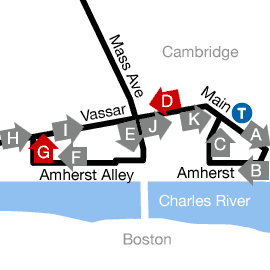 Mass Ave
Cambridge
D
Main
T
Vassar
H
I
E
J
K
A
C
G
F
B
Amherst Alley
Amherst
Charles River
Boston